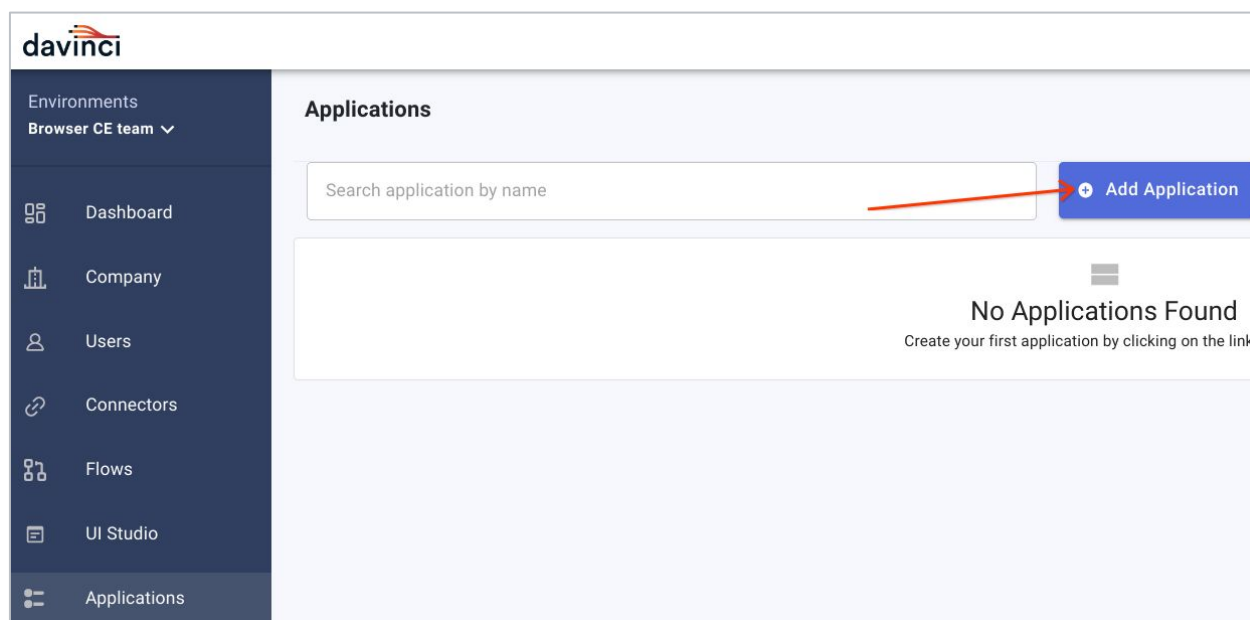 davinci
Environments
Browser CE team
Applications
Search application by name
Add Application
Dashboard
Company
Users
Connectors
Flows
UI Studio
Applications
No Applications Found
Create your first application by clicking on the link